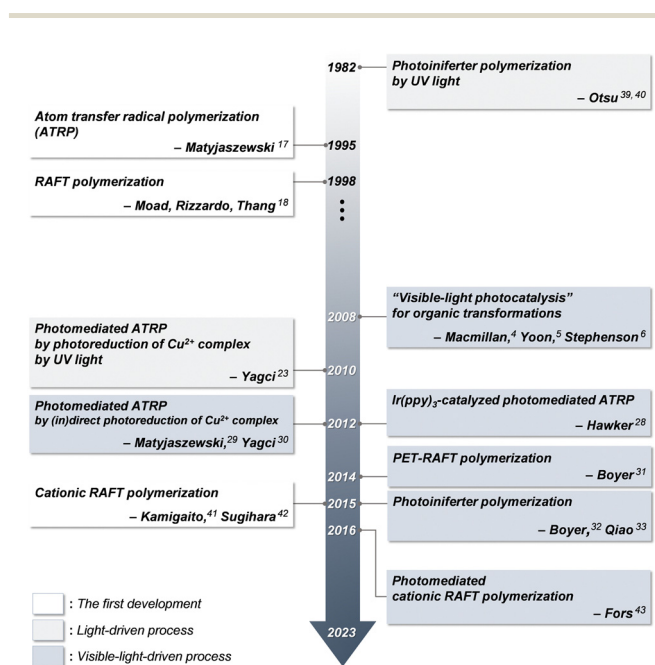 1982
Photoiniferter polymerization
by UV light
– Otsu 39, 40
Atom transfer radical polymerization
(ATRP)
– Matyjaszewski 17
1995
RAFT polymerization
– Moad, Rizzardo, Thang 18
1998
2008
"Visible-light photocatalysis"
for organic transformations
– Macmillan,4 Yoon,5 Stephenson 6
Photomediated ATRP
by photoreduction of Cu2+ complex
by UV light
– Yagci 23
2010
Photomediated ATRP
by (in)direct photoreduction of Cu2+ complex
– Matyjaszewski,29 Yagci 30
2012
Ir(ppy)3-catalyzed photomediated ATRP
– Hawker 28
2014
PET-RAFT polymerization
– Boyer 31
Cationic RAFT polymerization
– Kamigaito,41 Sugihara 42
2015
Photoiniferter polymerization
– Boyer,32 Qiao 33
2016
Photomediated
cationic RAFT polymerization
– Fors 43
2023
: The first development
: Light-driven process
: Visible-light-driven process